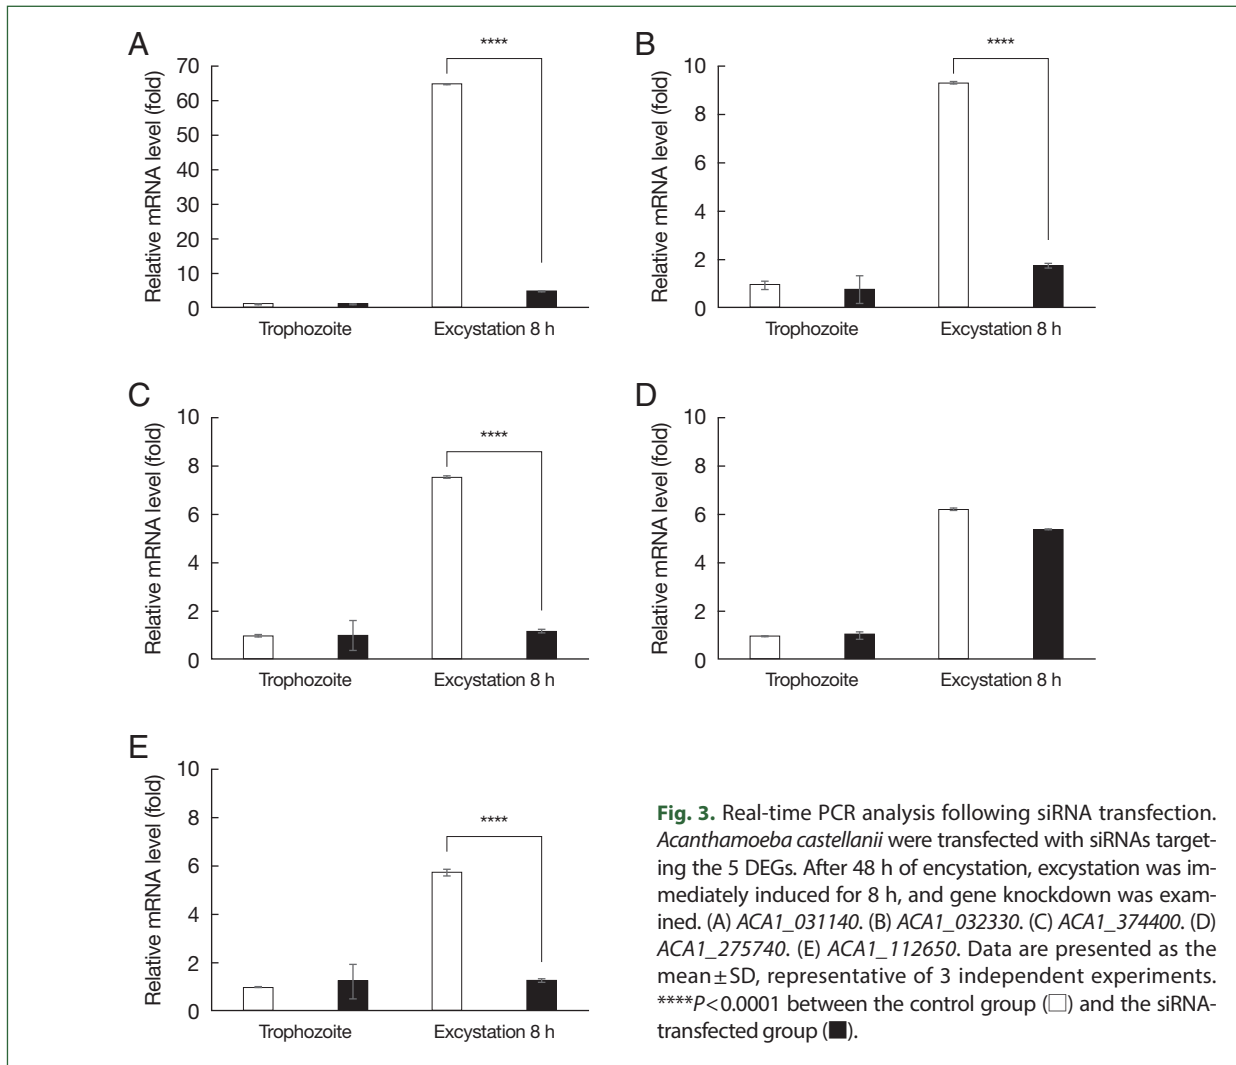 A
****
Relative mRNA level (fold)
70
60
50
40
30
20
10
0
Trophozoite
Excystation 8 h
B
****
Relative mRNA level (fold)
10
8
6
4
2
0
Trophozoite
Excystation 8 h
C
****
Relative mRNA level (fold)
10
8
6
4
2
0
Trophozoite
Excystation 8 h
D
Relative mRNA level (fold)
10
8
6
4
2
0
Trophozoite
Excystation 8 h
E
****
Relative mRNA level (fold)
10
8
6
4
2
0
Trophozoite
Excystation 8 h
Fig. 3. Real-time PCR analysis following siRNA transfection.
Acanthamoeba castellanii were transfected with siRNAs target-
ing the 5 DEGs. After 48 h of encystation, excystation was im-
mediately induced for 8 h, and gene knockdown was exam-
ined. (A) ACA1_031140. (B) ACA1_032330. (C) ACA1_374400. (D)
ACA1_275740. (E) ACA1_112650. Data are presented as the
mean±SD, representative of 3 independent experiments.
****P<0.0001 between the control group (□) and the siRNA-
transfected group (■).